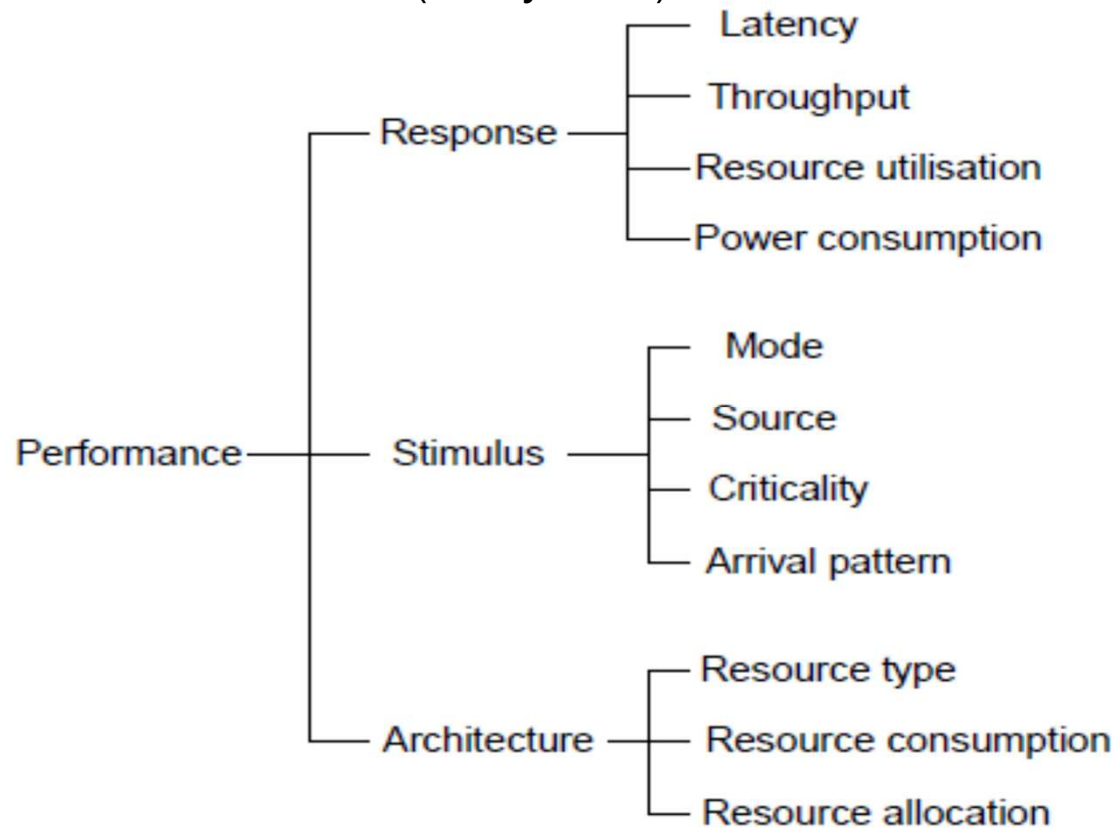 Latency
Throughput
Response
Resource utilisation
Power consumption
Mode
Source
Performance
Stimulus
Criticality
Arrival pattern
Resource type
Architecture
Resource consumption
Resource allocation